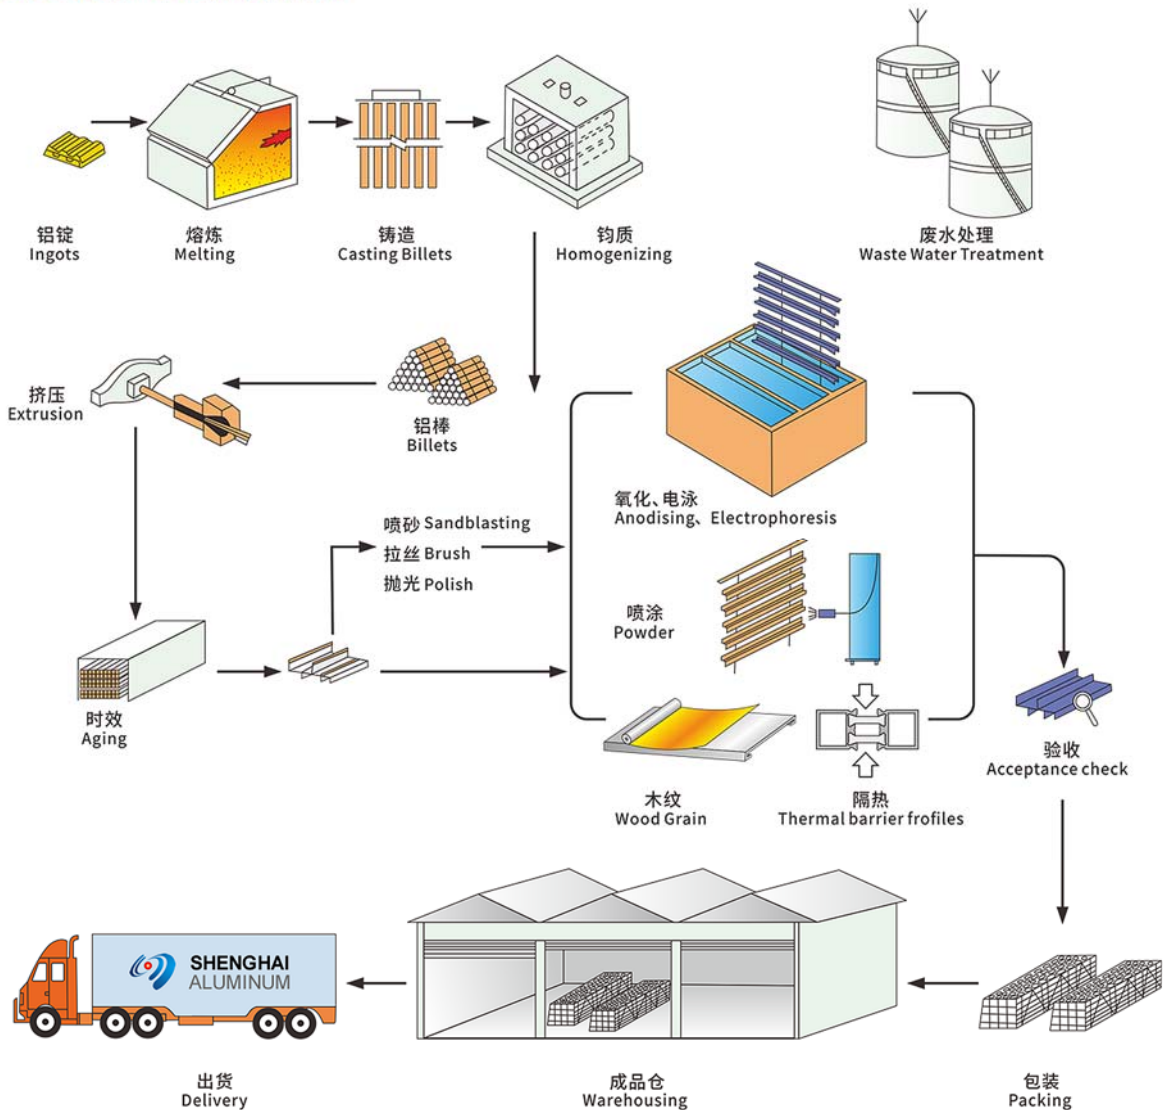 铝锭
Ingots
熔炼
Melting
铸造
Casting Billets
钧质
Homogenizing
废水处理
Waste Water Treatment
挤压
Extrusion
铝棒
Billets
氧化、电泳
Anodising、Electrophoresis
喷砂 Sandblasting
拉丝 Brush
抛光 Polish
喷涂
Powder
时效
Aging
木纹
Wood Grain
隔热
Thermal barrier frofiles
验收
Acceptance check
SHENGHAI
ALUMINUM
出货
Delivery
成品仓
Warehousing
包装
Packing